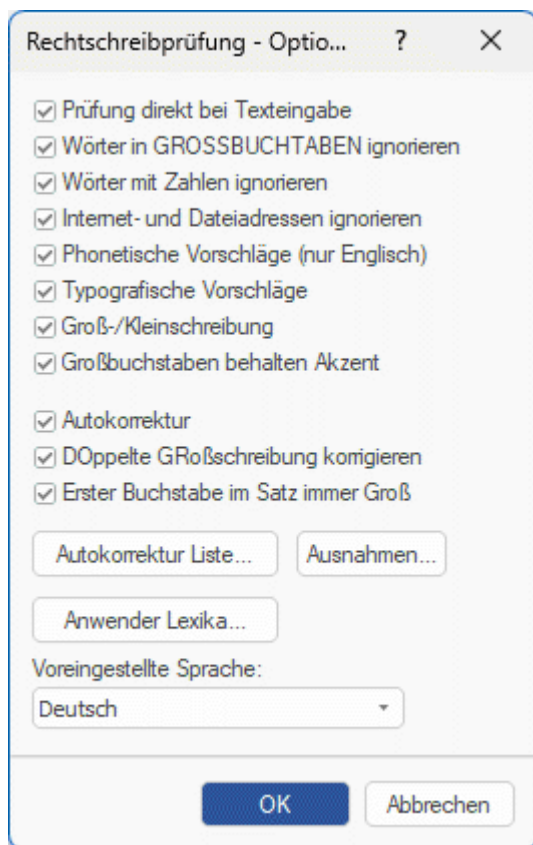 Rechtschreibprüfung - Optio... ?
Prüfung direkt bei Texteingabe
Wörter in GROSSBUCHTABEN ignorieren
Wörter mit Zahlen ignorieren
Internet- und Dateiadressen ignorieren
Phonetische Vorschläge (nur Englisch)
Typografische Vorschläge
Groß-/Kleinschreibung
Großbuchstaben behalten Akzent
Autokorrektur
DOppelte GRoßschreibung korrigieren
Erster Buchstabe im Satz immer Groß
Autokorrektur Liste... Ausnahmen...
Anwender Lexika...
Voreingestellte Sprache:
Deutsch
OK Abbrechen